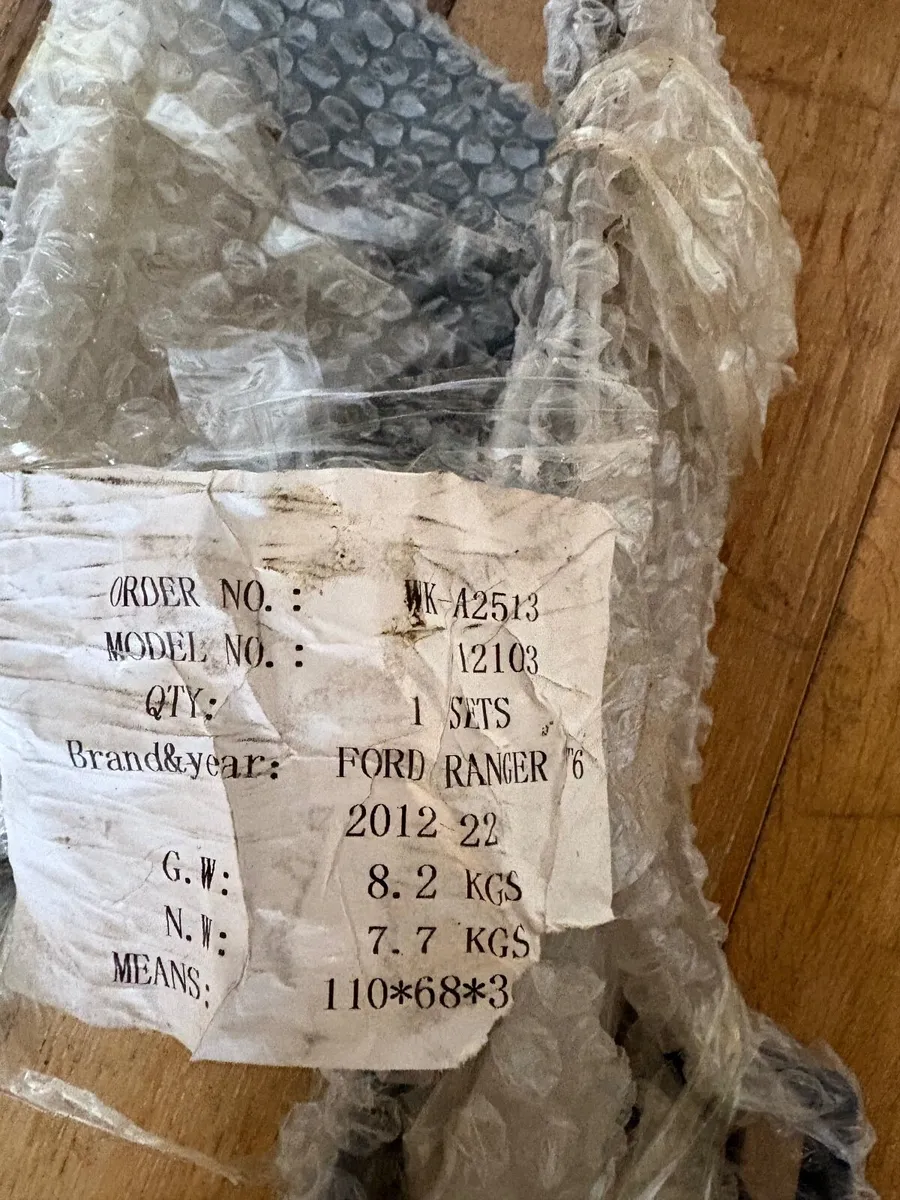 ORDER NO.: WK-A2513
MODEL NO.: A2103
QTY: 1 SETS
Brand&year: FORD RANGER T6
2012 22
G.W: 8.2 KGS
N.W: 7.7 KGS
MEANS: 110*68*3